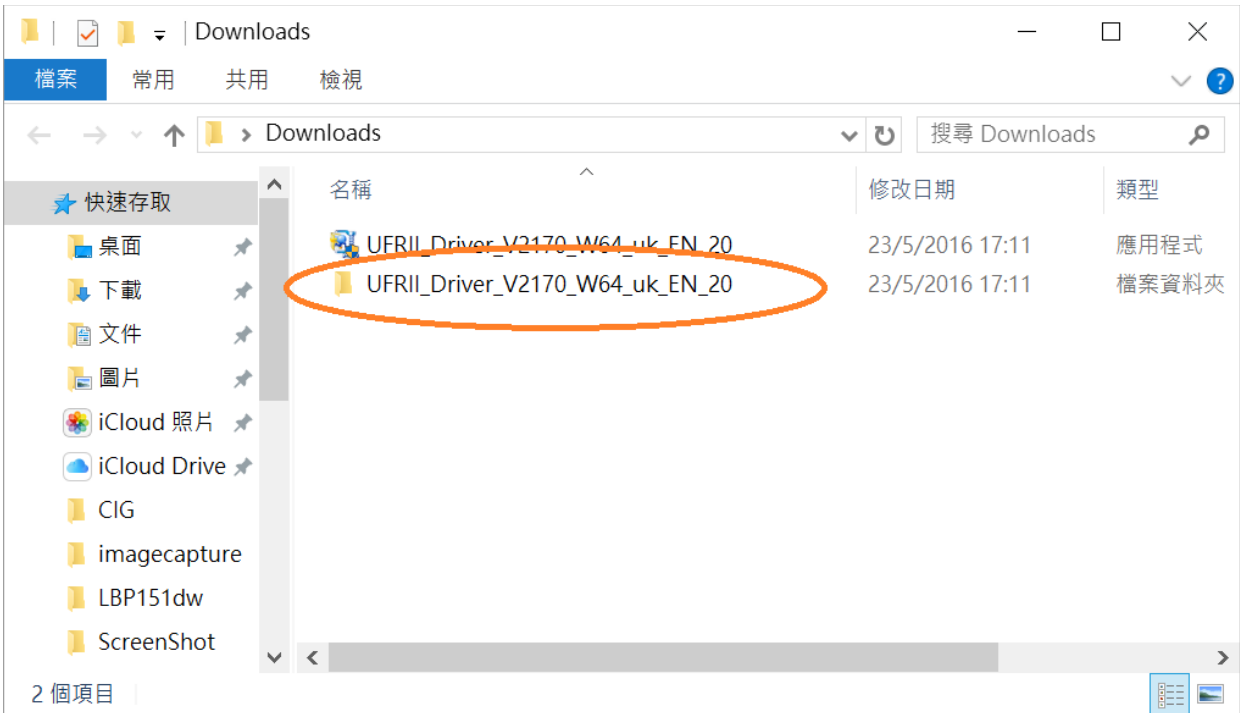 Downloads
檔案 常用 共用 檢視
Downloads 搜尋 Downloads
名稱 修改日期 類型
快速存取
桌面
下載
文件
圖片
iCloud 照片
iCloud Drive
CIG
imagecapture
LBP151dw
ScreenShot
UFRII_Driver_V2170_W64_uk_EN_20 23/5/2016 17:11 應用程式
UFRII_Driver_V2170_W64_uk_EN_20 23/5/2016 17:11 檔案資料夾
2 個項目